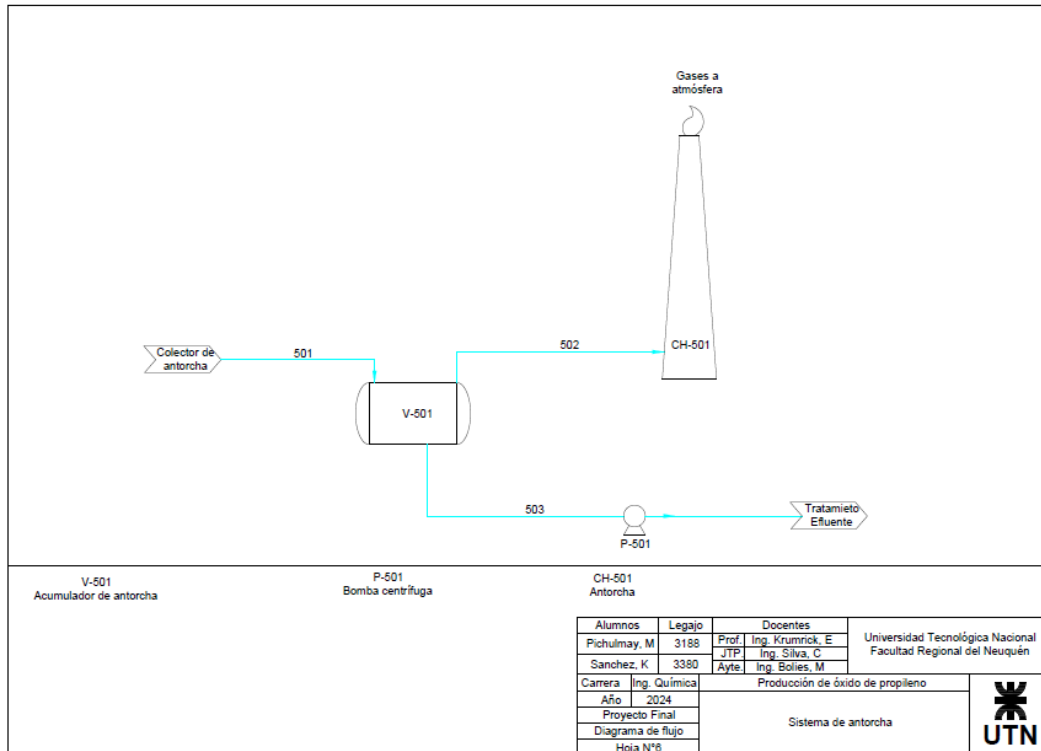 Gases a
atmósfera
Colector de
antorcha
501
502
CH-501
V-501
503
P-501
Tratamieto
Efluente
V-501
Acumulador de antorcha
P-501
Bomba centrífuga
CH-501
Antorcha
Alumnos Legajo Docentes
Pichulmay, M 3188 Prof. Ing. Krumrick, E
JTP. Ing. Silva, C
Sanchez, K 3380 Ayte. Ing. Bolies, M
Universidad Tecnológica Nacional
Facultad Regional del Neuquén
Carrera Ing. Química Producción de óxido de propileno
Año 2024
Proyecto Final
Diagrama de flujo
Hoja N°6
Sistema de antorcha
UTN